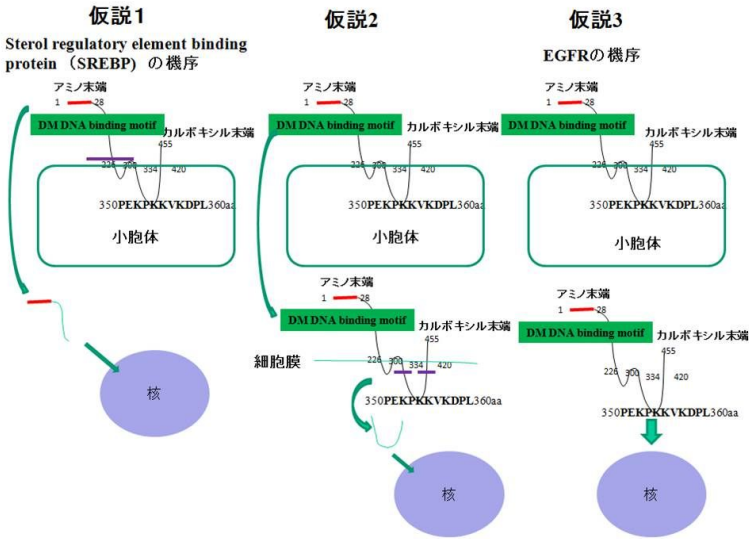 仮説1
Sterol regulatory element binding
protein（SREBP）の機序
アミノ末端
1 28
DM DNA binding motif
カルボキシル末端
455
226 300 334 420
350PEKPKKVKDPL360aa
小胞体
核
仮説2
アミノ末端
1 28
DM DNA binding motif
カルボキシル末端
455
226 300 334 420
350PEKPKKVKDPL360aa
小胞体
アミノ末端
1 28
DM DNA binding motif
カルボキシル末端
455
細胞膜
226 300 334 420
350PEKPKKVKDPL360aa
核
仮説3
EGFRの機序
アミノ末端
1 28
DM DNA binding motif
カルボキシル末端
455
226 300 334 420
350PEKPKKVKDPL360aa
小胞体
アミノ末端
1 28
DM DNA binding motif
カルボキシル末端
455
226 300 334 420
350PEKPKKVKDPL360aa
核